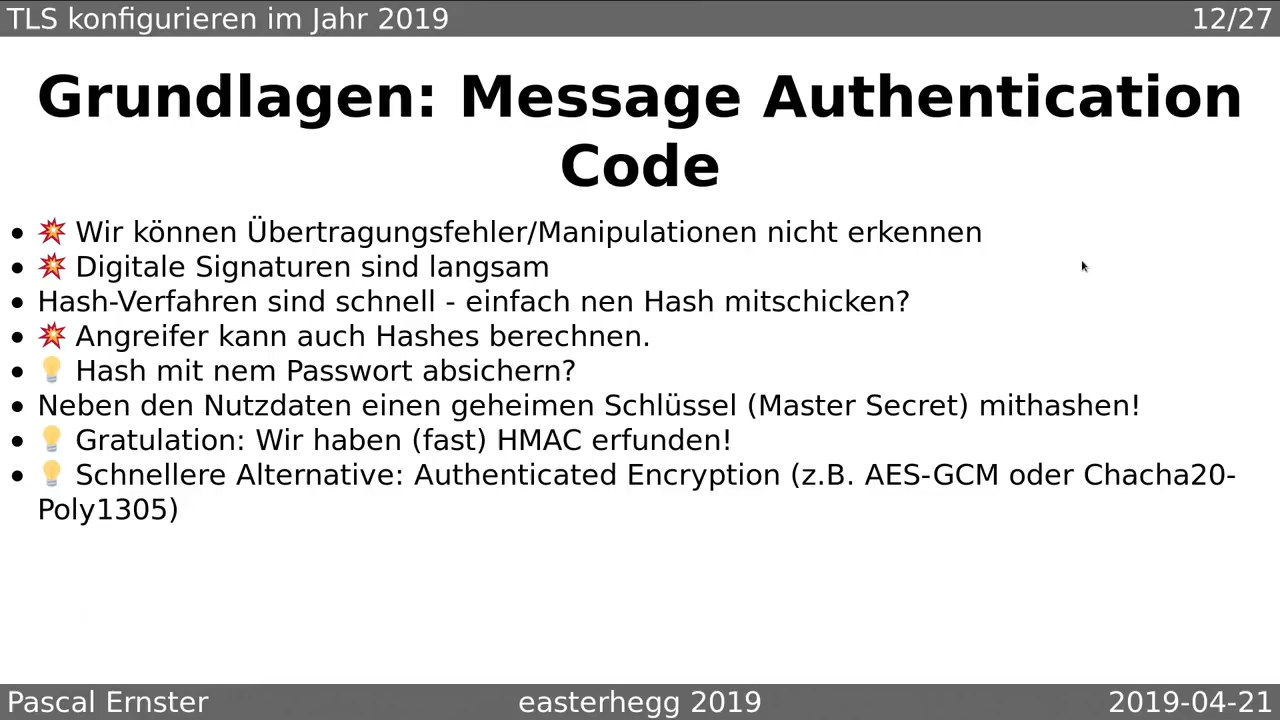 TLS konfigurieren im Jahr 2019 12/27
Grundlagen: Message Authentication
Code
• 💥 Wir können Übertragungsfehler/Manipulationen nicht erkennen
• 💥 Digitale Signaturen sind langsam
• Hash-Verfahren sind schnell - einfach nen Hash mitschicken?
• 💥 Angreifer kann auch Hashes berechnen.
• 💡 Hash mit nem Passwort absichern?
• Neben den Nutzdaten einen geheimen Schlüssel (Master Secret) mithashen!
• 💡 Gratulation: Wir haben (fast) HMAC erfunden!
• 💡 Schnellere Alternative: Authenticated Encryption (z.B. AES-GCM oder Chacha20-
Poly1305)
Pascal Ernster easterhegg 2019 2019-04-21